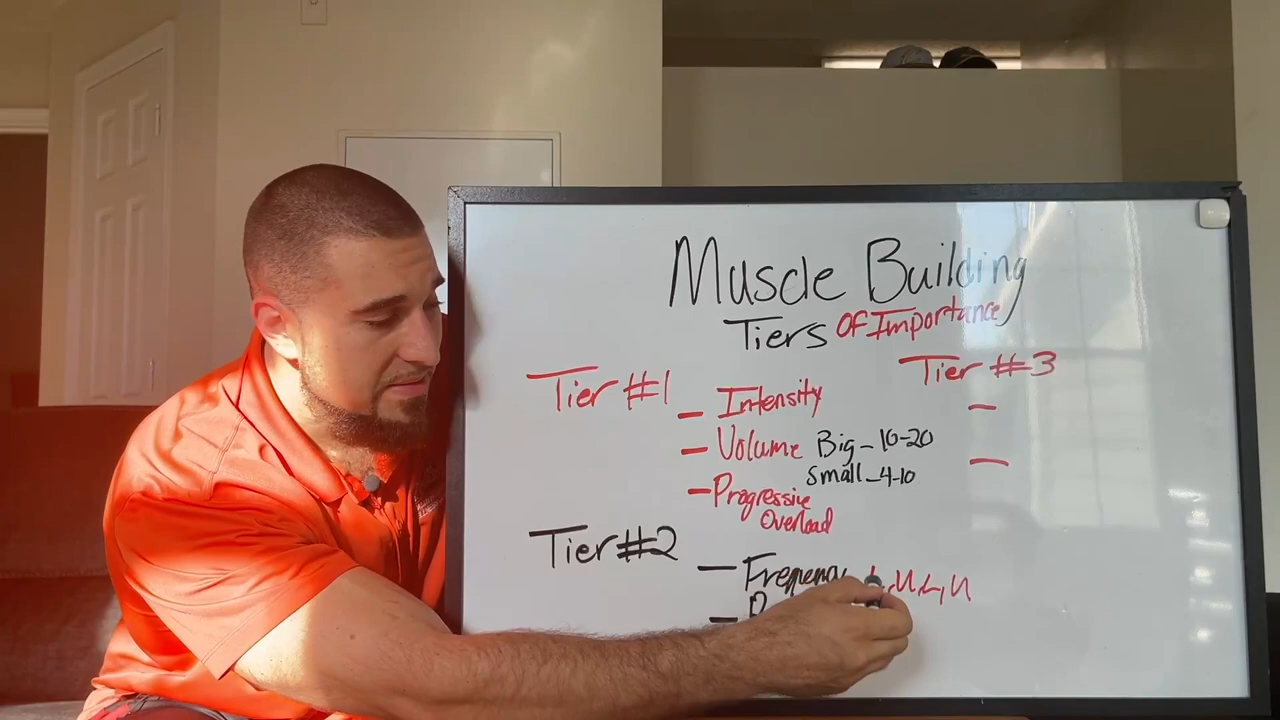 Muscle Building
Tiers Of Importance
Tier #1
- Intensity
- Volume Big - 10-20
Small - 4-10
- Progressive
Overload
Tier #2
- Frequency
-
Tier #3
-
-